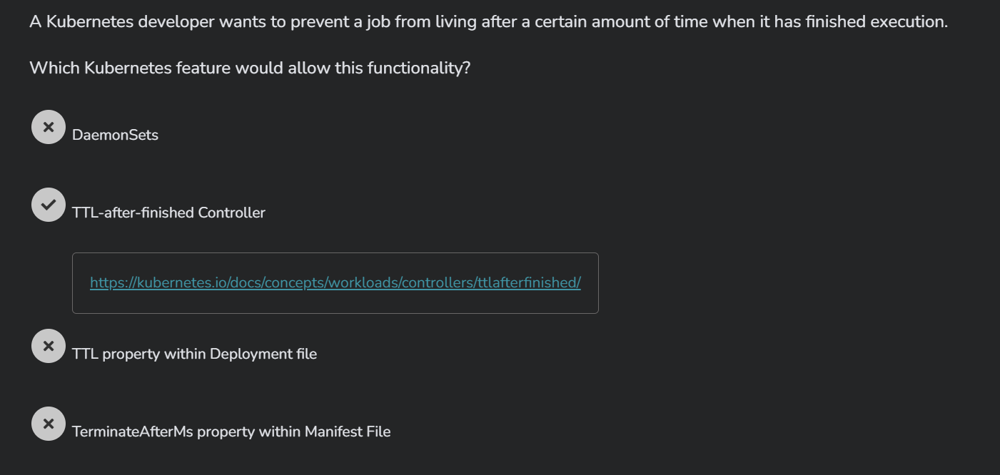 A Kubernetes developer wants to prevent a job from living after a certain amount of time when it has finished execution.
Which Kubernetes feature would allow this functionality?
DaemonSets
TTL-after-finished Controller
https://kubernetes.io/docs/concepts/workloads/controllers/ttlafterfinished/
TTL property within Deployment file
TerminateAfterMs property within Manifest File